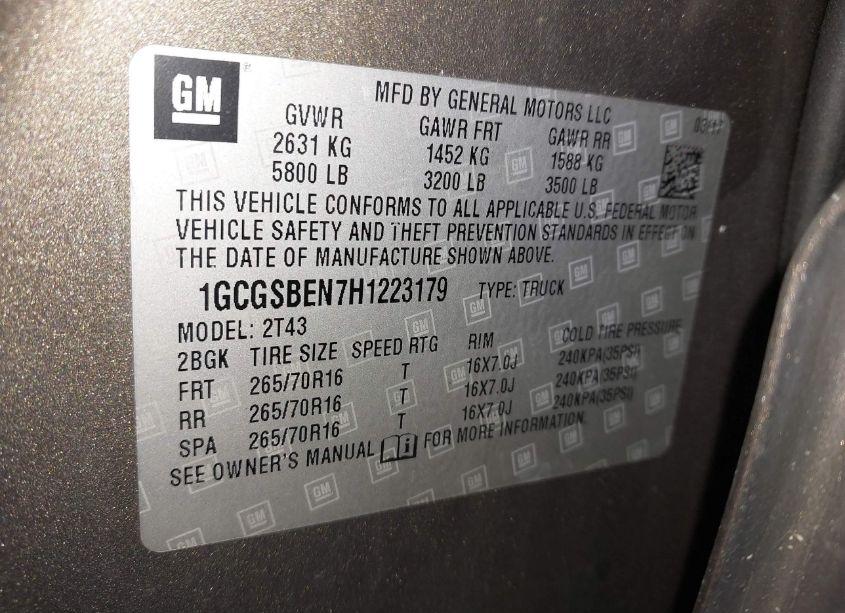 GM
MFD BY GENERAL MOTORS LLC
GVWR GAWR FRT GAWR RR
2631 KG 1452 KG 1588 KG
5800 LB 3200 LB 3500 LB
THIS VEHICLE CONFORMS TO ALL APPLICABLE U.S. FEDERAL MOTOR
VEHICLE SAFETY AND THEFT PREVENTION STANDARDS IN EFFECT ON
THE DATE OF MANUFACTURE SHOWN ABOVE.
1GCGSBEN7H1223179 TYPE: TRUCK
MODEL: 2T43
2BGK TIRE SIZE SPEED RTG RIM COLD TIRE PRESSURE
FRT 265/70R16 T 16X7.0J 240KPA(35PSI)
RR 265/70R16 T 16X7.0J 240KPA(35PSI)
SPA 265/70R16 T 16X7.0J 240KPA(35PSI)
SEE OWNER'S MANUAL FOR MORE INFORMATION.